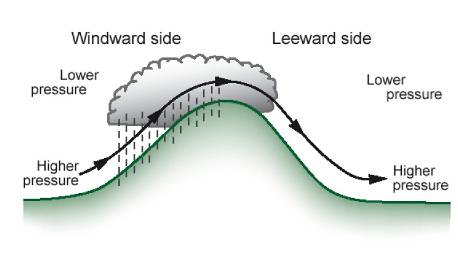 Windward side
Leeward side
Lower
pressure
Lower
pressure
Higher
pressure
Higher
pressure